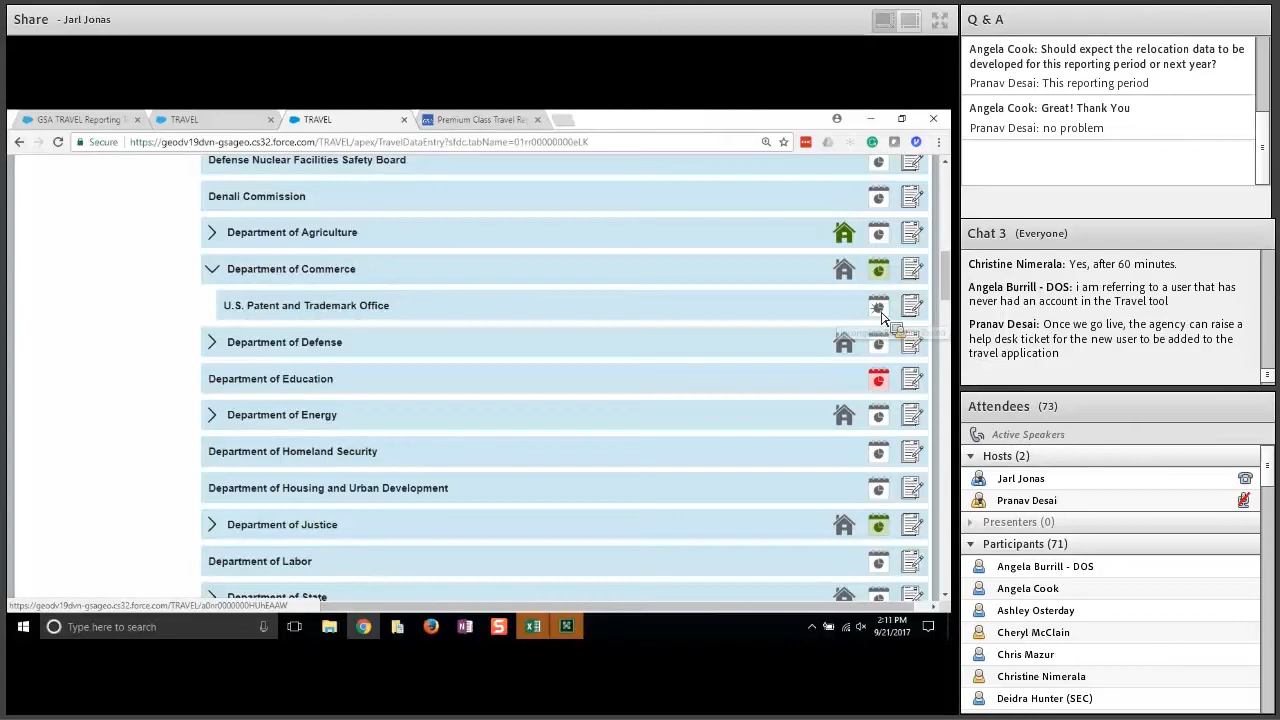 Share - Jarl Jonas
GSA TRAVEL Reporting
TRAVEL
TRAVEL
Premium Class Travel Re
Secure https://geodv19dvn-gsageo.cs32.force.com/TRAVEL/apex/TravelDataEntry?sfdc.tabName=01rr00000000eLK
Defense Nuclear Facilities Safety Board
Denali Commission
Department of Agriculture
Department of Commerce
U.S. Patent and Trademark Office
Department of Defense
Department of Education
Department of Energy
Department of Homeland Security
Department of Housing and Urban Development
Department of Justice
Department of Labor
Department of State
https://geodv19dvn-gsageo.cs32.force.com/TRAVEL/a0nr0000000HUhEAAW
Type here to search
2:11 PM
9/21/2017
Q & A
Angela Cook: Should expect the relocation data to be
developed for this reporting period or next year?
Pranav Desai: This reporting period
Angela Cook: Great! Thank You
Pranav Desai: no problem
Chat 3 (Everyone)
Christine Nimerala: Yes, after 60 minutes.
Angela Burrill - DOS: i am referring to a user that has
never had an account in the Travel tool
Pranav Desai: Once we go live, the agency can raise a
help desk ticket for the new user to be added to the
travel application
Attendees (73)
Active Speakers
Hosts (2)
Jarl Jonas
Pranav Desai
Presenters (0)
Participants (71)
Angela Burrill - DOS
Angela Cook
Ashley Osterday
Cheryl McClain
Chris Mazur
Christine Nimerala
Deidra Hunter (SEC)